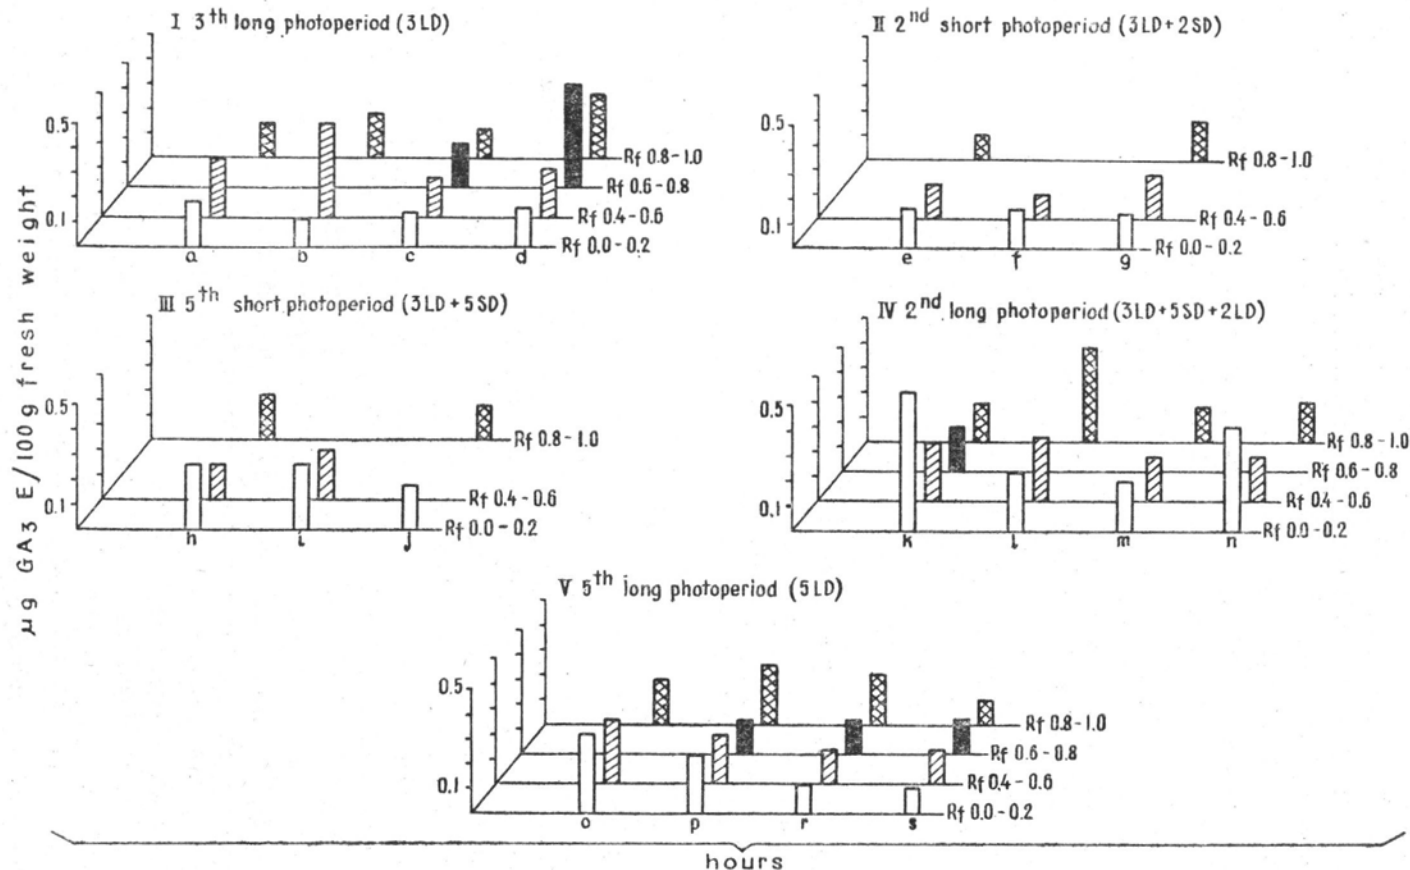 I 3th long photoperiod (3LD)
0.5
0.1
Rf 0.8-1.0
Rf 0.6-0.8
Rf 0.4-0.6
Rf 0.0-0.2
a b c d
II 2nd short photoperiod (3LD+2SD)
0.5
0.1
Rf 0.8-1.0
Rf 0.4-0.6
Rf 0.0-0.2
e f g
III 5th short photoperiod (3LD+5SD)
0.5
0.1
Rf 0.8-1.0
Rf 0.4-0.6
Rf 0.0-0.2
h i j
IV 2nd long photoperiod (3LD+5SD+2LD)
0.5
0.1
Rf 0.8-1.0
Rf 0.6-0.8
Rf 0.4-0.6
Rf 0.0-0.2
k l m n
V 5th long photoperiod (5LD)
0.5
0.1
Rf 0.8-1.0
Rf 0.6-0.8
Rf 0.4-0.6
Rf 0.0-0.2
o p r s
µg GA3 E/100g fresh weight
hours